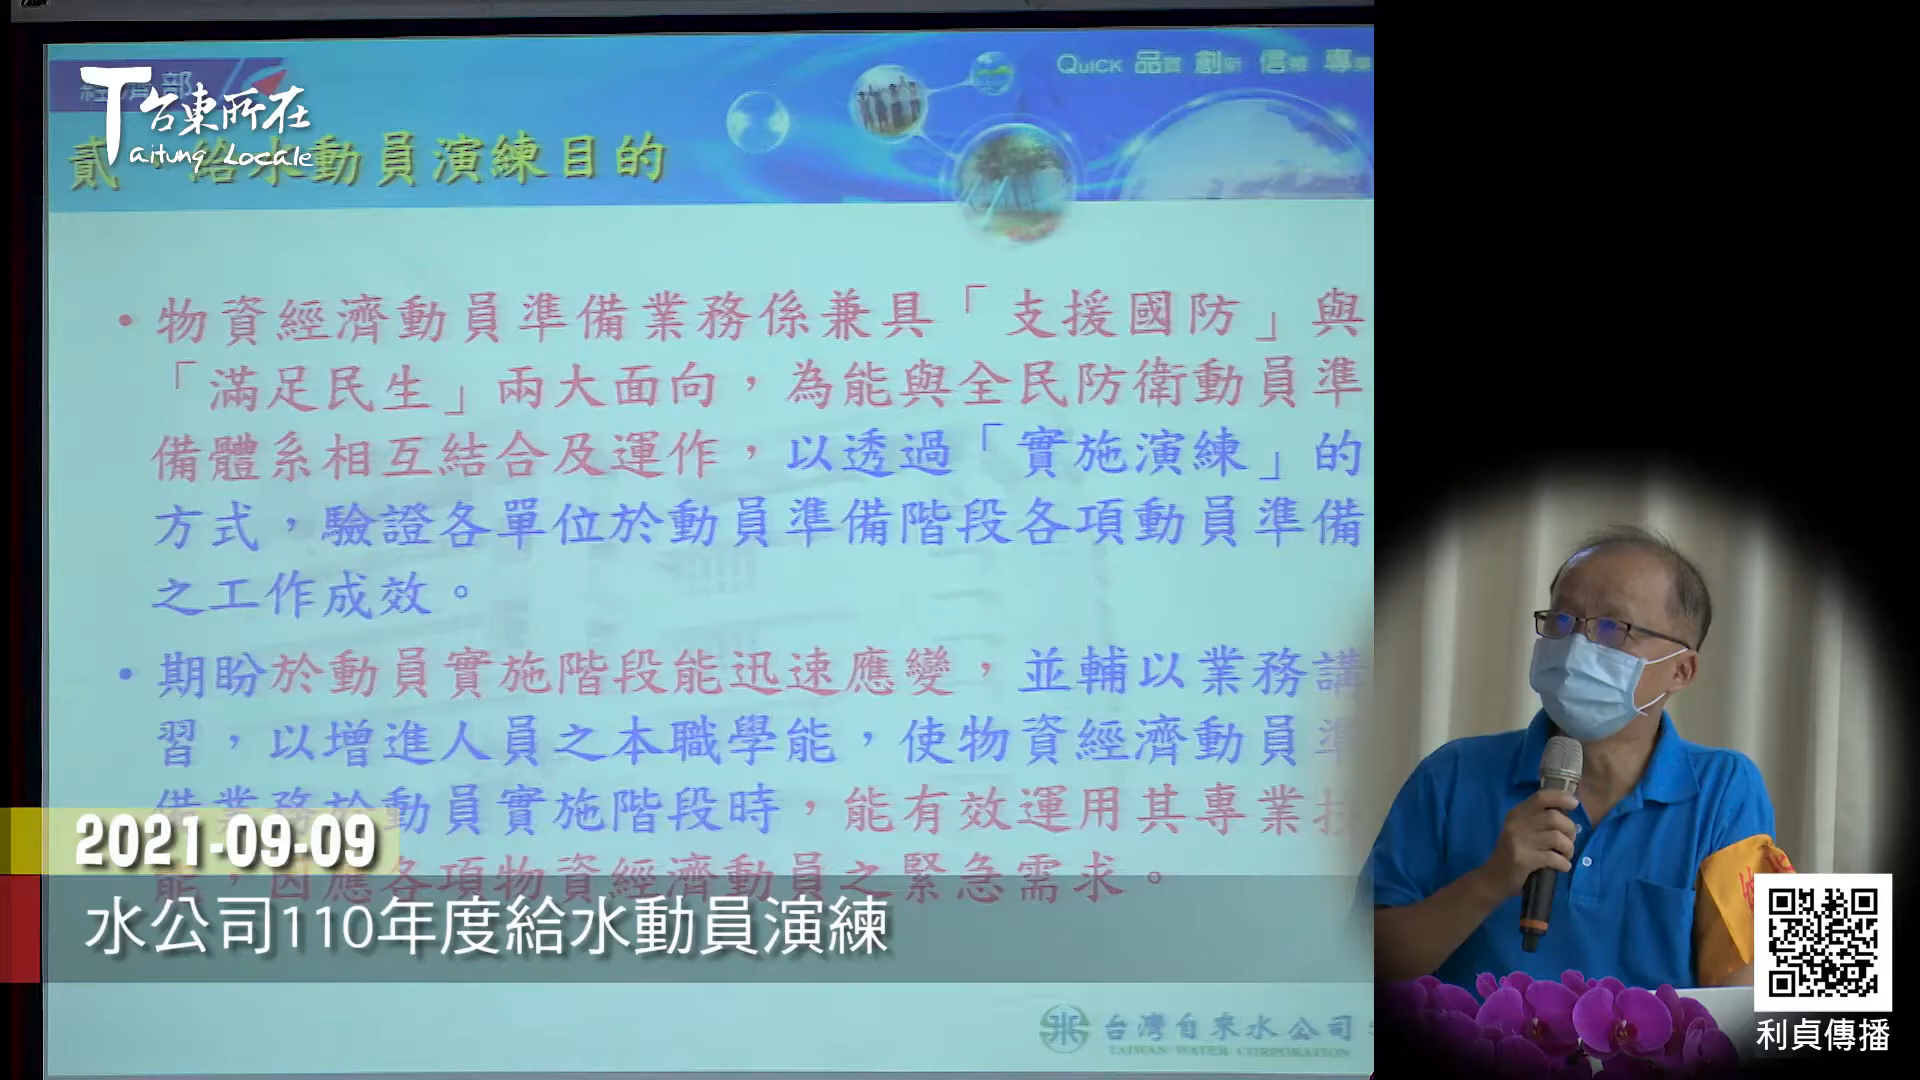 Quick 品質 創新 信賴 專業
經濟部
T台東所在
Taitung Locale
貳、給水動員演練目的
• 物資經濟動員準備業務係兼具「支援國防」與
「滿足民生」兩大面向，為能與全民防衛動員準
備體系相互結合及運作，以透過「實施演練」的
方式，驗證各單位於動員準備階段各項動員準備
之工作成效。
• 期盼於動員實施階段能迅速應變，並輔以業務講
習，以增進人員之本職學能，使物資經濟動員準
備業務於動員實施階段時，能有效運用其專業技
能，因應各項物資經濟動員之緊急需求。
2021-09-09
水公司110年度給水動員演練
台灣自來水公司
TAIWAN WATER CORPORATION
利貞傳播